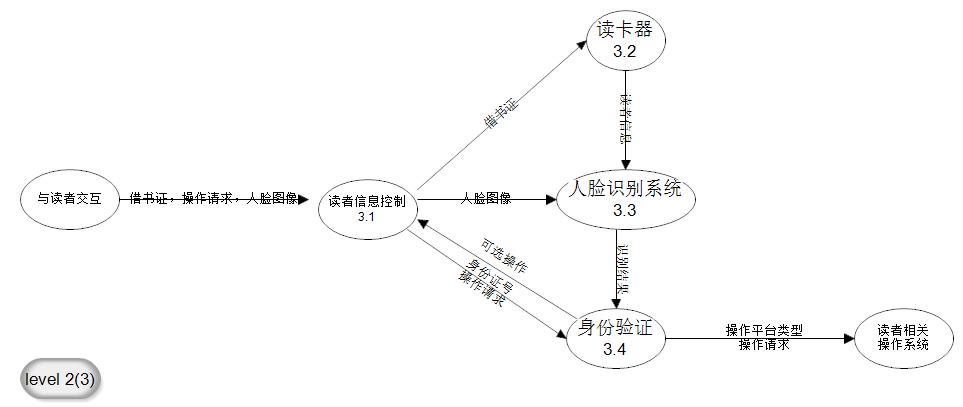 读卡器
3.2
借书证
读者信息
与读者交互
借书证，操作请求，人脸图像
读者信息控制
3.1
人脸图像
人脸识别系统
3.3
可选操作
身份证号
操作请求
识别结果
身份验证
3.4
操作平台类型
操作请求
读者相关
操作系统
level 2(3)